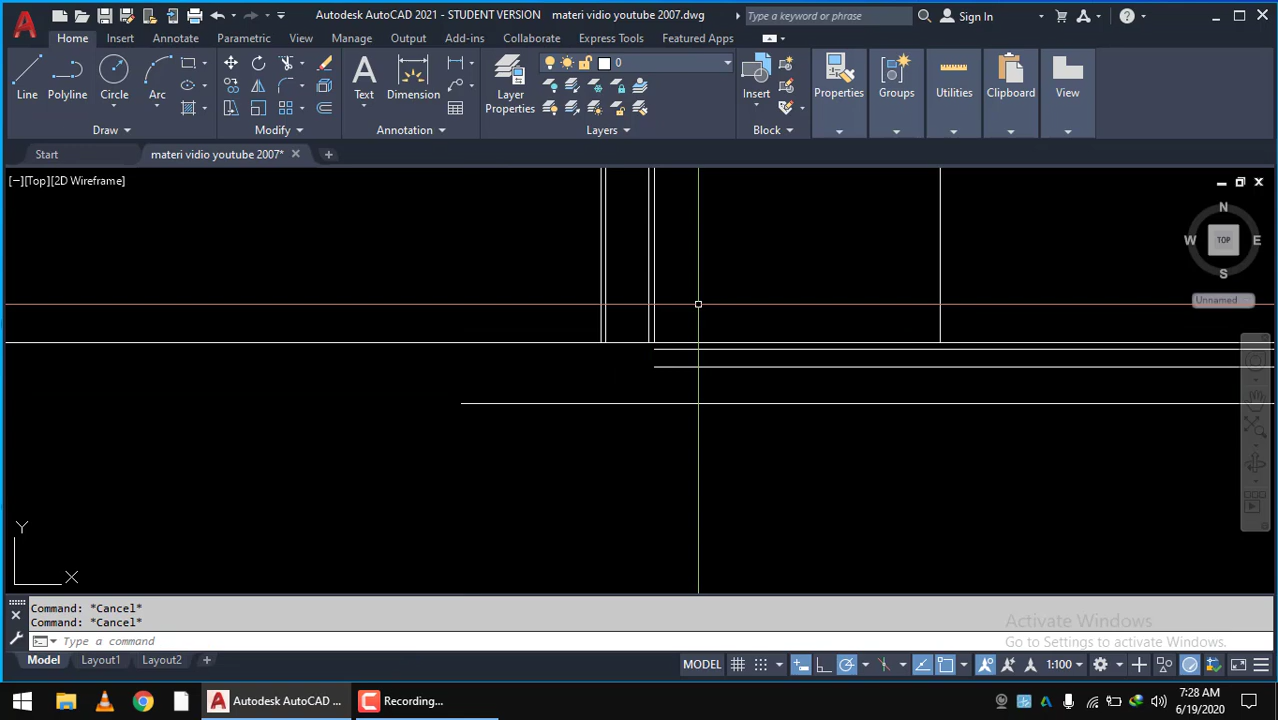 Autodesk AutoCAD 2021 - STUDENT VERSION materi vidio youtube 2007.dwg Type a keyword or phrase Sign In
Home Insert Annotate Parametric View Manage Output Add-ins Collaborate Express Tools Featured Apps
0
Line Polyline Circle Arc Text Dimension Layer Properties Insert Properties Groups Utilities Clipboard View
Draw Modify Annotation Layers Block
Start materi vidio youtube 2007*
[−][Top][2D Wireframe]
N
W TOP E
S
Unnamed
Y
X
Command: *Cancel*
Command: *Cancel*
Type a command
Activate Windows
Go to Settings to activate Windows.
Model Layout1 Layout2 MODEL 1:100
Autodesk AutoCAD ... Recording...
7:28 AM
6/19/2020